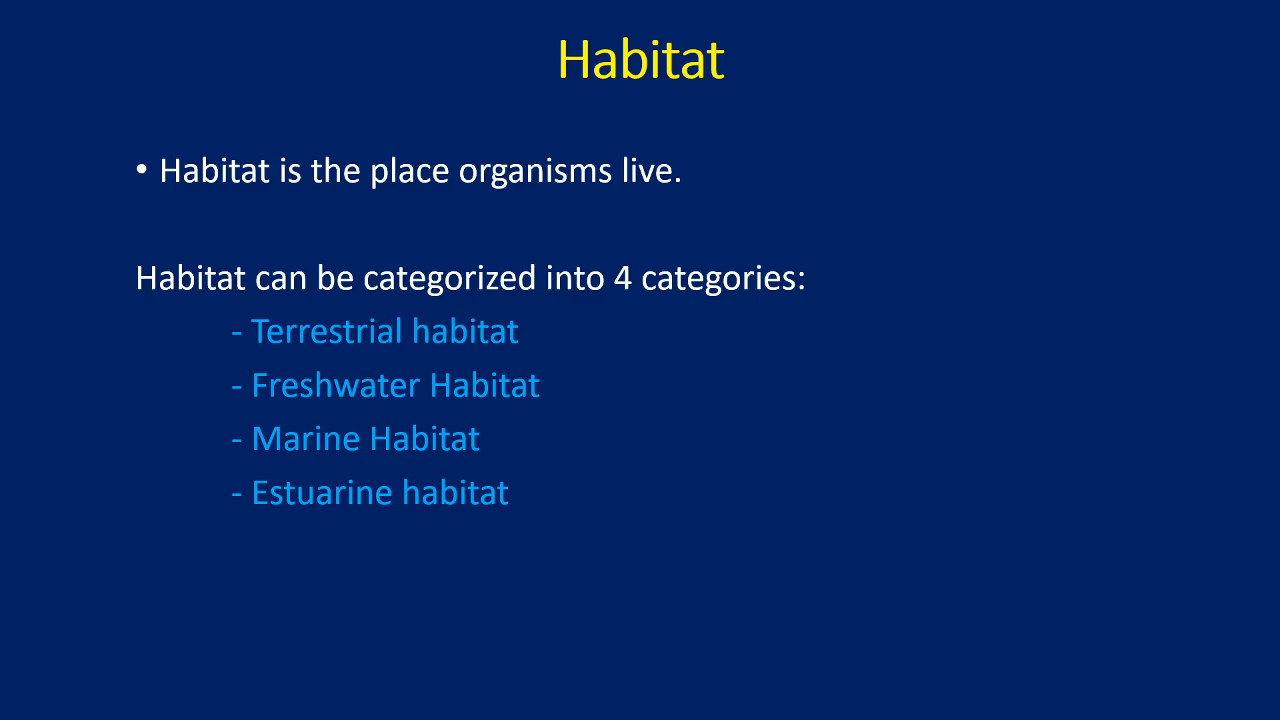 Habitat
• Habitat is the place organisms live.
Habitat can be categorized into 4 categories:
- Terrestrial habitat
- Freshwater Habitat
- Marine Habitat
- Estuarine habitat